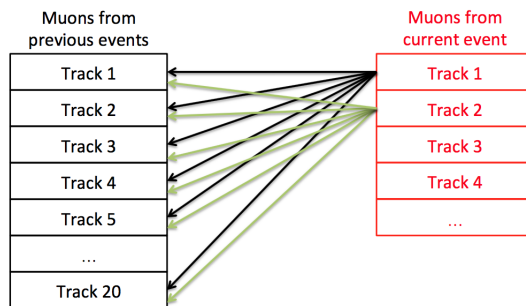 Muons from
previous events
Track 1
Track 2
Track 3
Track 4
Track 5
...
Track 20
Muons from
current event
Track 1
Track 2
Track 3
Track 4
...